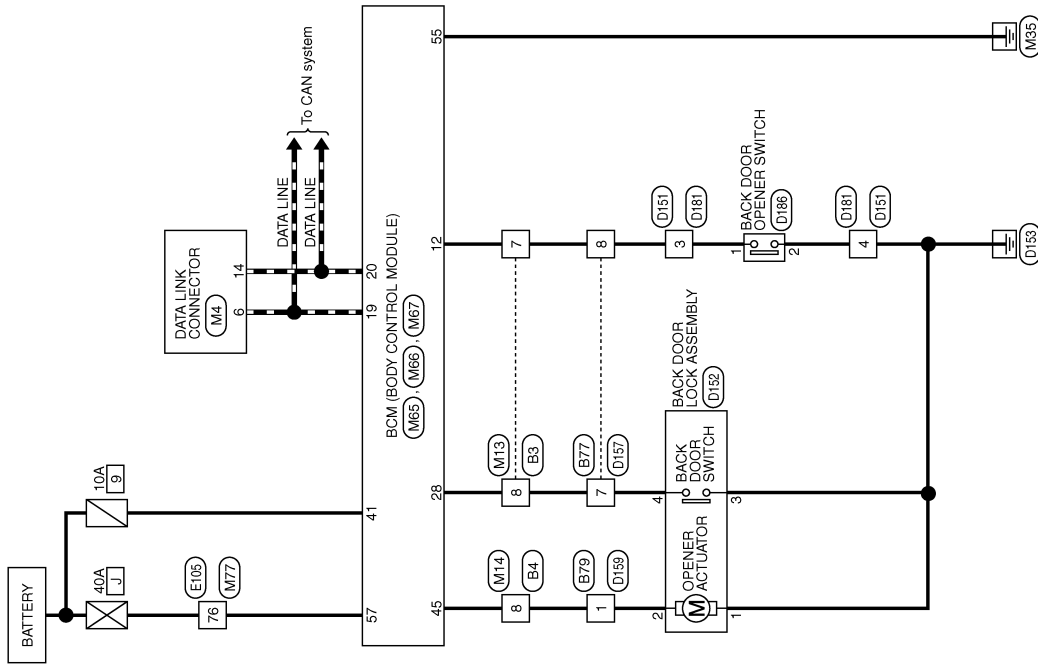 BATTERY
40A
J
10A
9
E105
76
M77
57
41
DATA LINK
CONNECTOR
M4
6
14
DATA LINE
DATA LINE
To CAN system
19
20
BCM (BODY CONTROL MODULE)
M65 , M66 , M67
45
28
12
55
M14
8
B4
M13
8
B3
7
B79
1
D159
B77
7
D157
8
D151
3
D181
BACK DOOR
LOCK ASSEMBLY
D152
2
M
OPENER
ACTUATOR
1
4
BACK
DOOR
SWITCH
3
BACK DOOR
OPENER SWITCH
D186
1
2
D181
4
D151
D153
M35